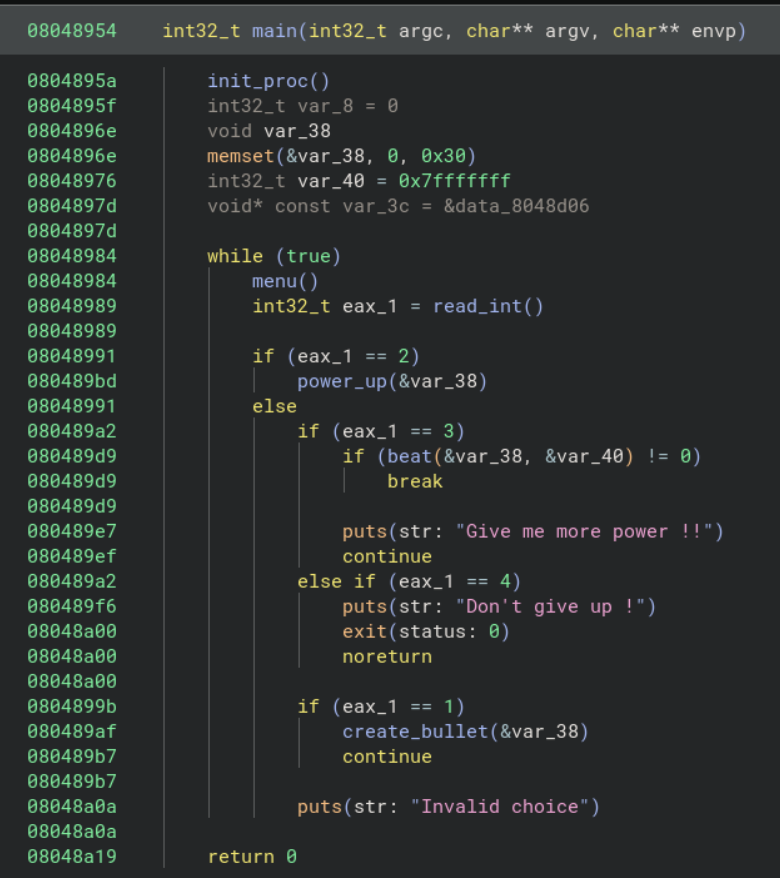 08048954 int32_t main(int32_t argc, char** argv, char** envp)
0804895a init_proc()
0804895f int32_t var_8 = 0
0804896e void var_38
0804896e memset(&var_38, 0, 0x30)
08048976 int32_t var_40 = 0x7fffffff
0804897d void* const var_3c = &data_8048d06
0804897d
08048984 while (true)
08048984 menu()
08048989 int32_t eax_1 = read_int()
08048989
08048991 if (eax_1 == 2)
080489bd power_up(&var_38)
08048991 else
080489a2 if (eax_1 == 3)
080489d9 if (beat(&var_38, &var_40) != 0)
080489d9 break
080489d9
080489e7 puts(str: "Give me more power !!")
080489ef continue
080489a2 else if (eax_1 == 4)
080489f6 puts(str: "Don't give up !")
08048a00 exit(status: 0)
08048a00 noreturn
08048a00
0804899b if (eax_1 == 1)
080489af create_bullet(&var_38)
080489b7 continue
080489b7
08048a0a puts(str: "Invalid choice")
08048a0a
08048a19 return 0